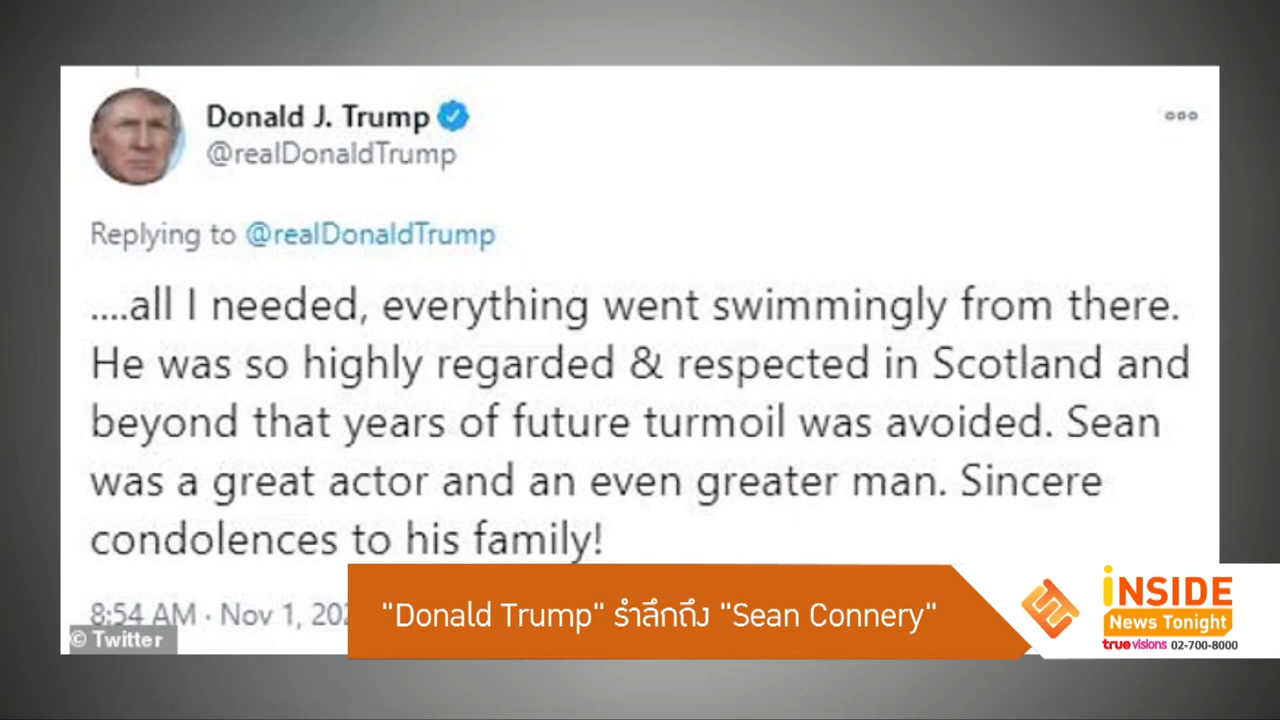 Donald J. Trump
@realDonaldTrump
Replying to @realDonaldTrump
....all I needed, everything went swimmingly from there.
He was so highly regarded & respected in Scotland and
beyond that years of future turmoil was avoided. Sean
was a great actor and an even greater man. Sincere
condolences to his family!
8:54 AM · Nov 1, 202
© Twitter
"Donald Trump" รำลึกถึง "Sean Connery"
iNSIDE
News Tonight
truevisions 02-700-8000